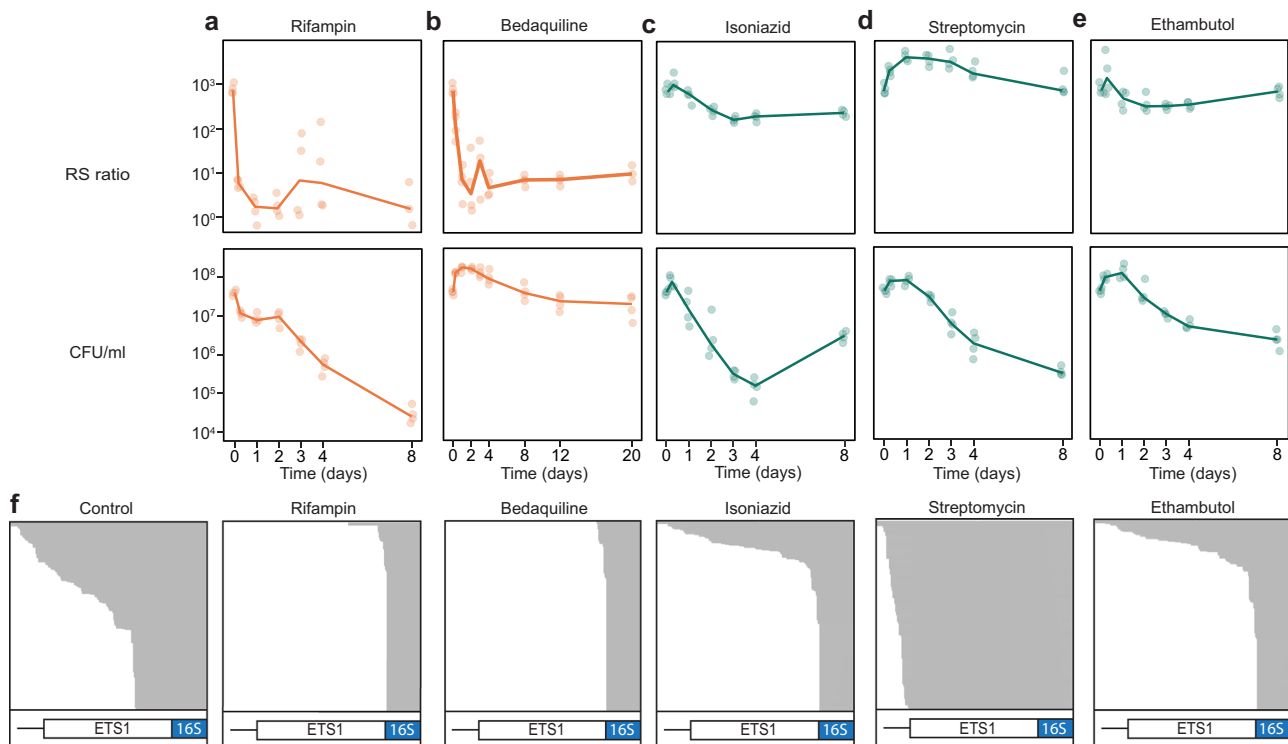 a b c d e
Rifampin Bedaquiline Isoniazid Streptomycin Ethambutol
RS ratio
10³
10²
10¹
10⁰
CFU/ml
10⁸
10⁷
10⁶
10⁵
10⁴
0 1 2 3 4 8 0 2 4 8 12 20 0 1 2 3 4 8 0 1 2 3 4 8 0 1 2 3 4 8
Time (days) Time (days) Time (days) Time (days) Time (days)
f
Control Rifampin Bedaquiline Isoniazid Streptomycin Ethambutol
ETS1 16S ETS1 16S ETS1 16S ETS1 16S ETS1 16S ETS1 16S